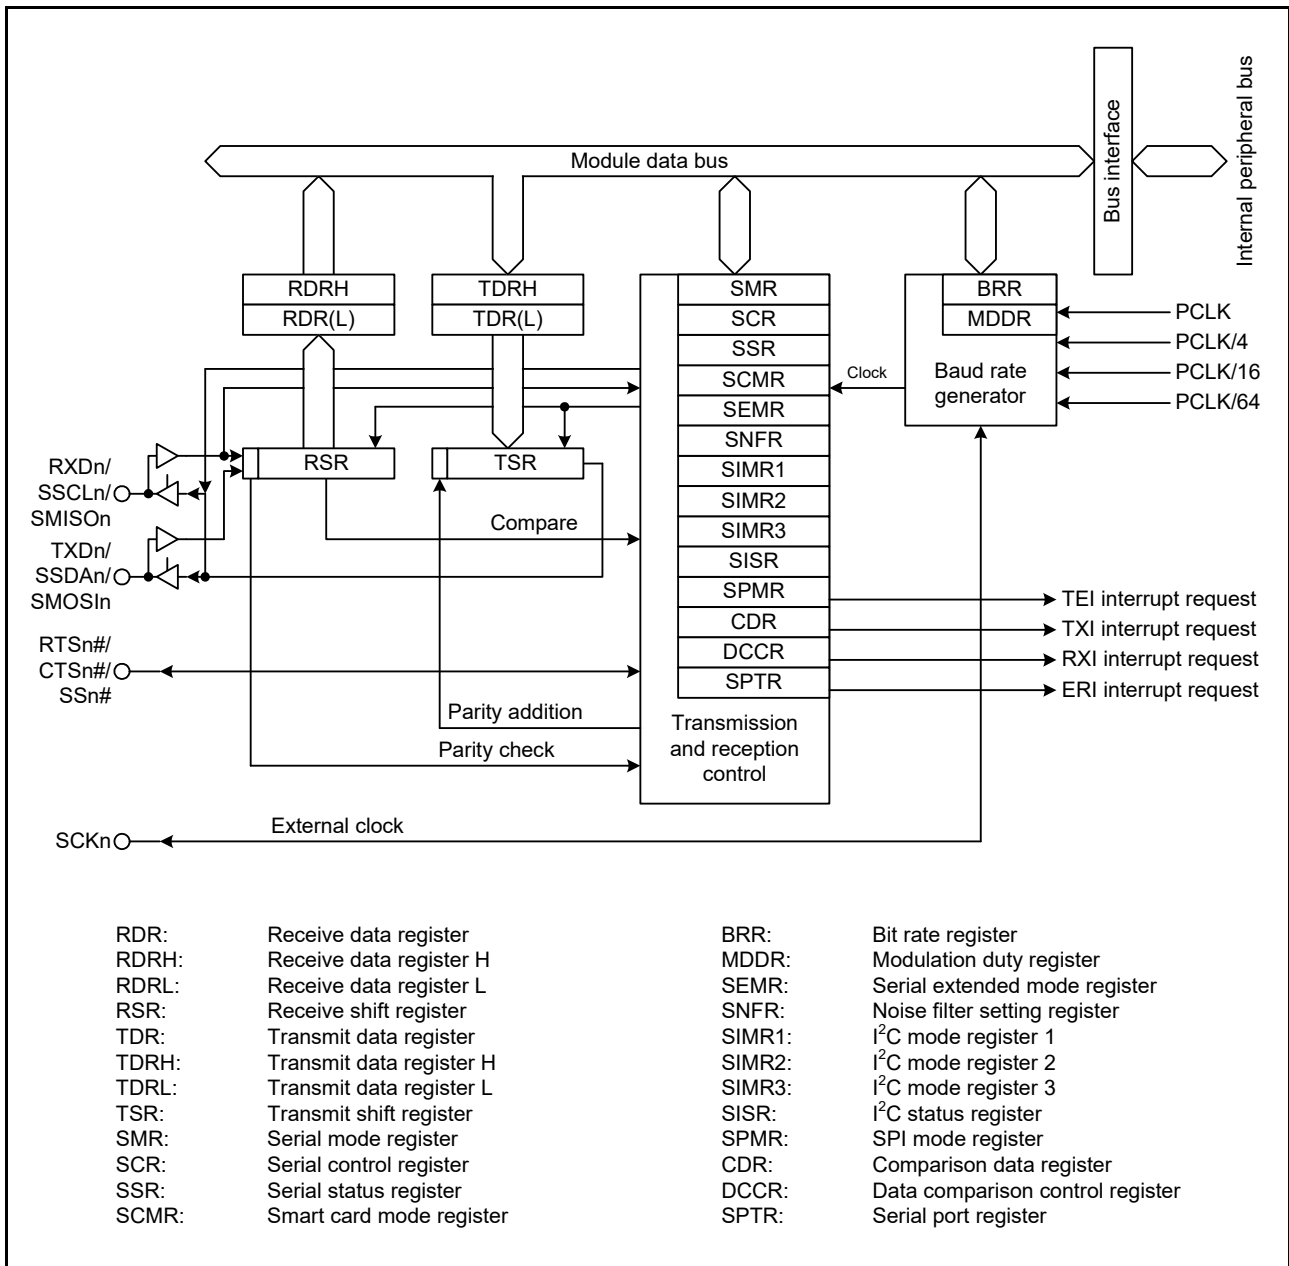 Module data bus
Bus interface
Internal peripheral bus
RDRH
RDR(L)
TDRH
TDR(L)
SMR
SCR
SSR
SCMR
SEMR
SNFR
SIMR1
SIMR2
SIMR3
SISR
SPMR
CDR
DCCR
SPTR
Transmission
and reception
control
BRR
MDDR
Baud rate
generator
Clock
PCLK
PCLK/4
PCLK/16
PCLK/64
RSR
TSR
RXDn/
SSCLn/
SMISOn
TXDn/
SSDAn/
SMOSIn
Compare
RTSn#/
CTSn#/
SSn#
Parity addition
Parity check
TEI interrupt request
TXI interrupt request
RXI interrupt request
ERI interrupt request
SCKn
External clock
RDR: Receive data register
RDRH: Receive data register H
RDRL: Receive data register L
RSR: Receive shift register
TDR: Transmit data register
TDRH: Transmit data register H
TDRL: Transmit data register L
TSR: Transmit shift register
SMR: Serial mode register
SCR: Serial control register
SSR: Serial status register
SCMR: Smart card mode register
BRR: Bit rate register
MDDR: Modulation duty register
SEMR: Serial extended mode register
SNFR: Noise filter setting register
SIMR1: I²C mode register 1
SIMR2: I²C mode register 2
SIMR3: I²C mode register 3
SISR: I²C status register
SPMR: SPI mode register
CDR: Comparison data register
DCCR: Data comparison control register
SPTR: Serial port register